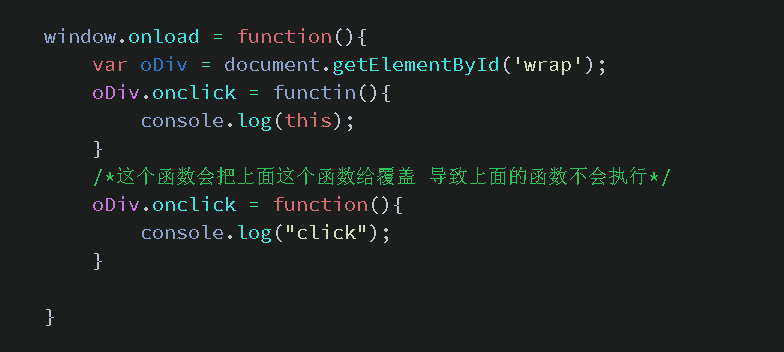 window.onload = function(){
var oDiv = document.getElementById('wrap');
oDiv.onclick = functin(){
console.log(this);
}
/*这个函数会把上面这个函数给覆盖 导致上面的函数不会执行*/
oDiv.onclick = function(){
console.log("click");
}
}